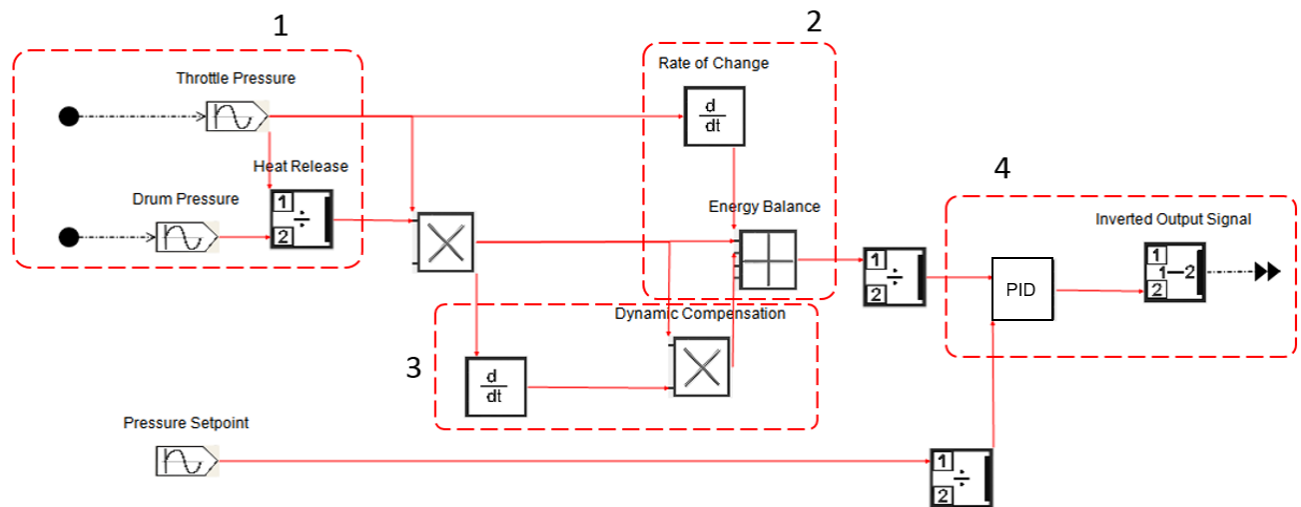 1
2
Throttle Pressure
Rate of Change
d
dt
Heat Release
4
Drum Pressure
1
÷
2
Energy Balance
Inverted Output Signal
1
÷
2
PID
1
1—2
2
Dynamic Compensation
3
d
dt
Pressure Setpoint
1
÷
2